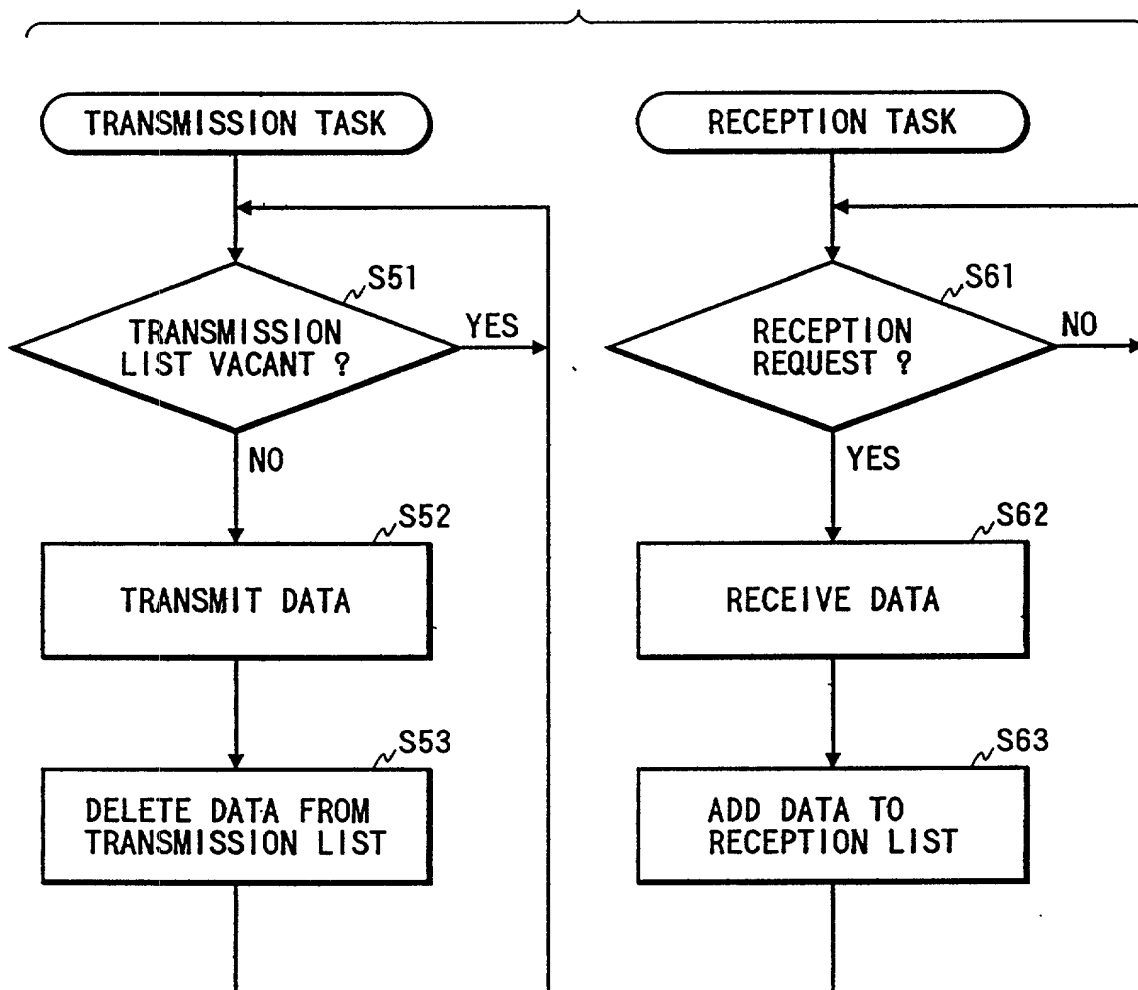 TRANSMISSION TASK
S51
TRANSMISSION
LIST VACANT ?
YES
NO
S52
TRANSMIT DATA
S53
DELETE DATA FROM
TRANSMISSION LIST
RECEPTION TASK
S61
RECEPTION
REQUEST ?
NO
YES
S62
RECEIVE DATA
S63
ADD DATA TO
RECEPTION LIST